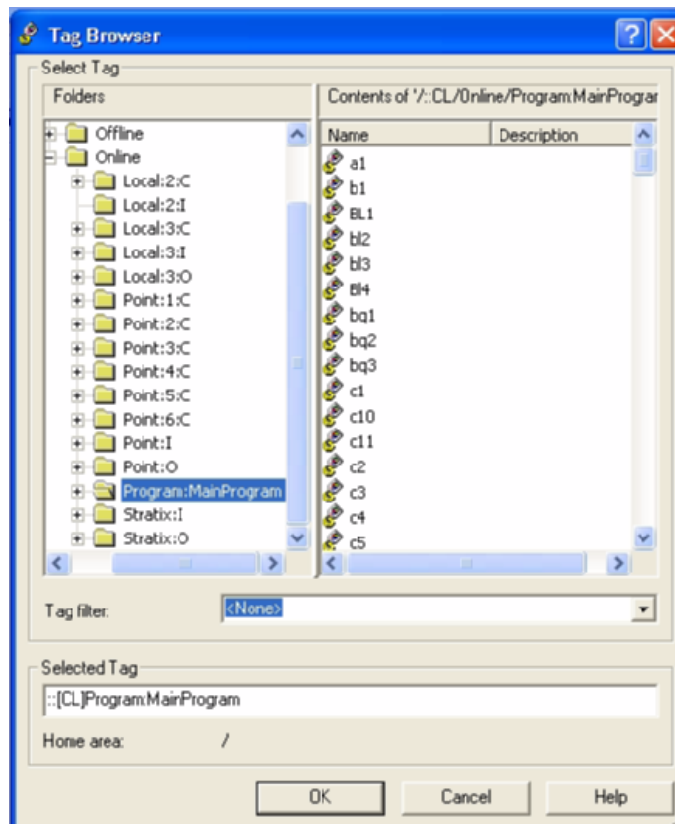 Tag Browser
Select Tag
Folders
Contents of '/::CL/Online/Program:MainPrograr
Name Description
Offline
Online
Local:2:C
Local:2:I
Local:3:C
Local:3:I
Local:3:O
Point:1:C
Point:2:C
Point:3:C
Point:4:C
Point:5:C
Point:6:C
Point:I
Point:O
Program:MainProgram
Stratix:I
Stratix:O
a1
b1
BL1
bl2
bl3
Bl4
bq1
bq2
bq3
c1
c10
c11
c2
c3
c4
c5
Tag filter: <None>
Selected Tag
::[CL]Program:MainProgram
Home area: /
OK Cancel Help